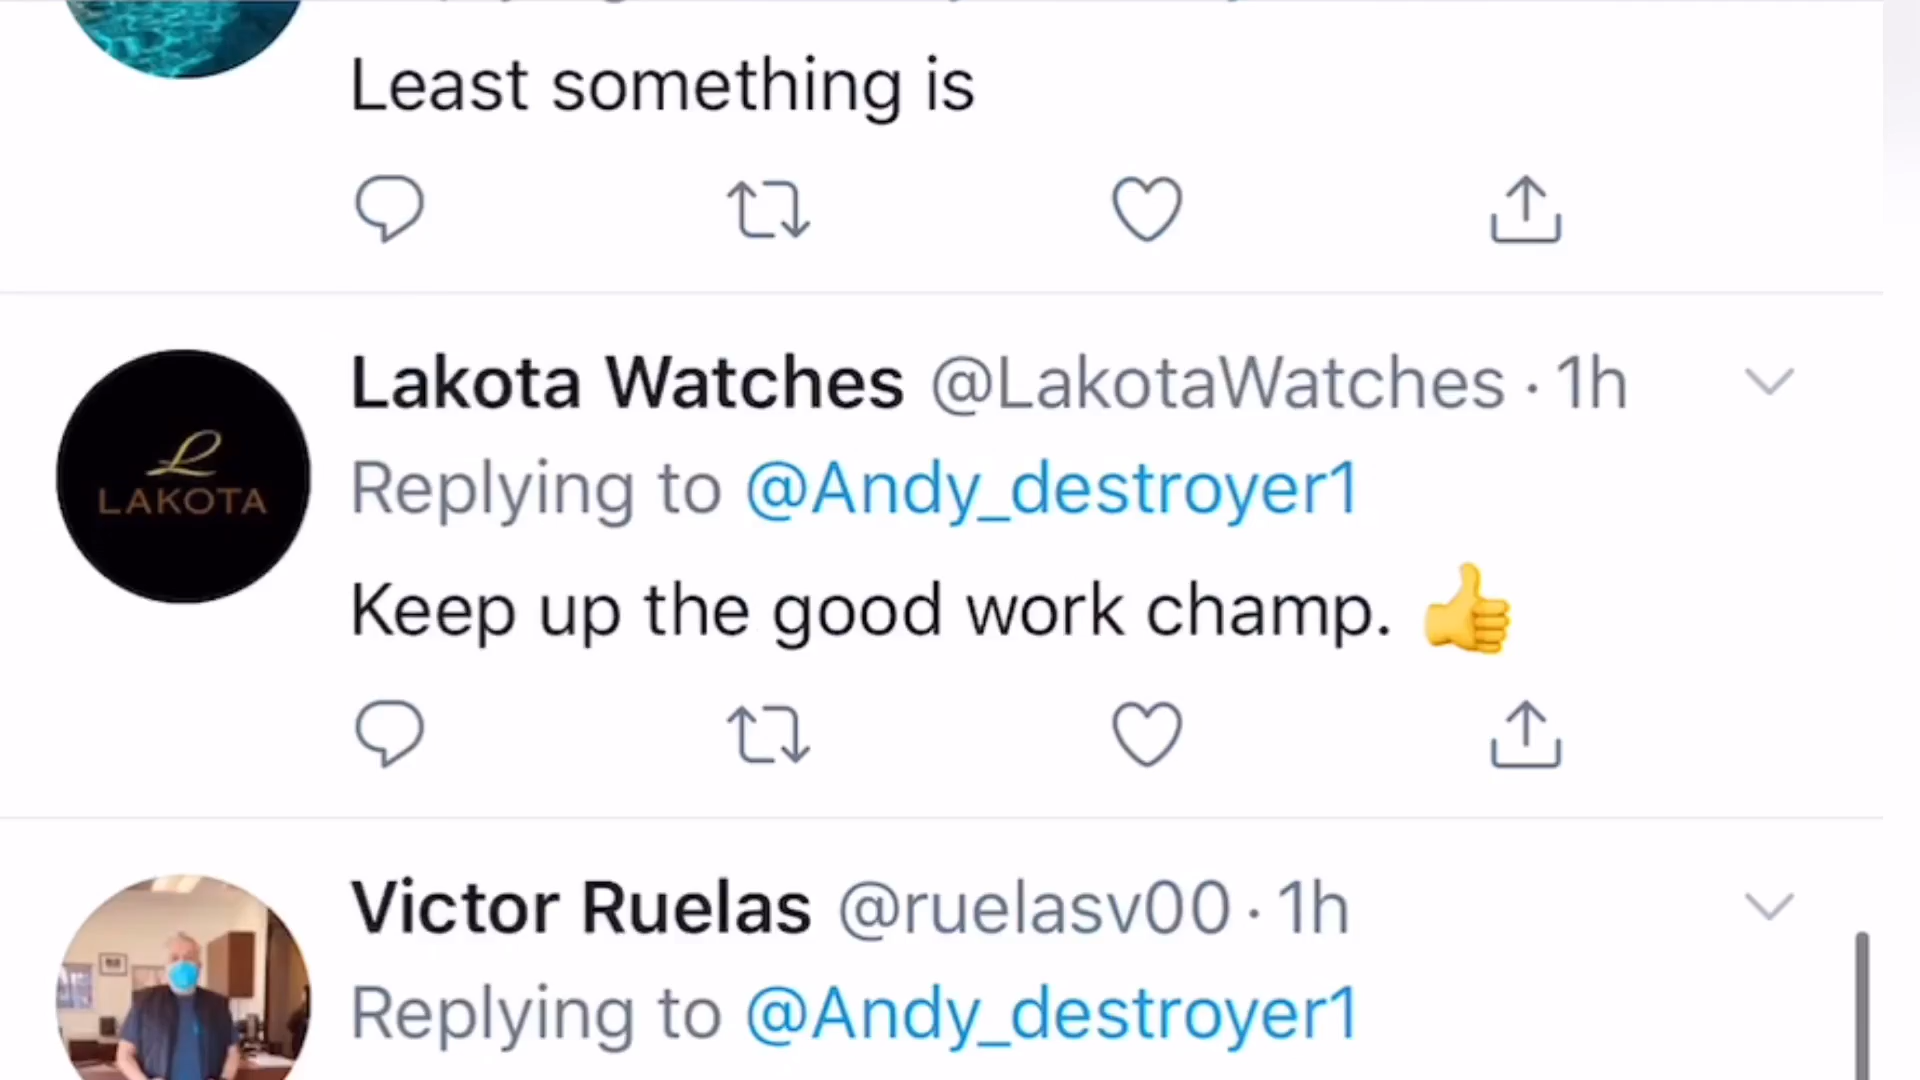 Least something is
Lakota Watches @LakotaWatches · 1h
L
LAKOTA
Replying to @Andy_destroyer1
Keep up the good work champ. 👍
Victor Ruelas @ruelasv00 · 1h
Replying to @Andy_destroyer1